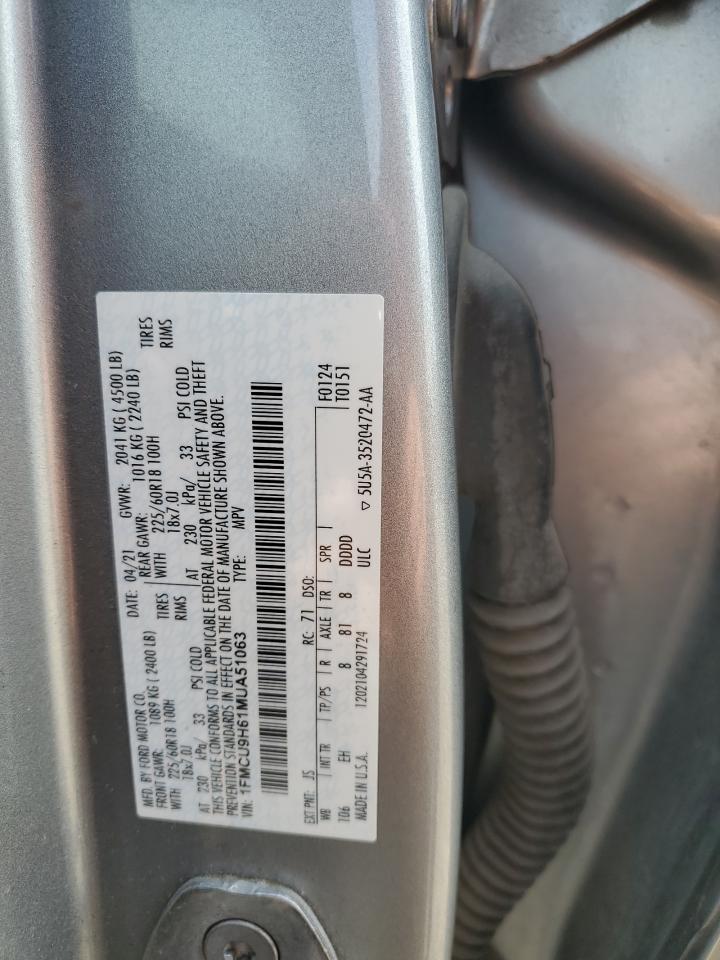 MFD. BY FORD MOTOR CO. DATE: 04/21 GVWR: 2041 KG ( 4500 LB)
FRONT GAWR: 1089 KG ( 2400 LB) REAR GAWR: 1016 KG ( 2240 LB)
WITH 225/60R18 100H TIRES WITH 225/60R18 100H TIRES
18x7.0J RIMS 18x7.0J RIMS
AT 230 kPa/ 33 PSI COLD AT 230 kPa/ 33 PSI COLD
THIS VEHICLE CONFORMS TO ALL APPLICABLE FEDERAL MOTOR VEHICLE SAFETY AND THEFT
PREVENTION STANDARDS IN EFFECT ON THE DATE OF MANUFACTURE SHOWN ABOVE.
VIN: 1FMCU9H61MUA51063 TYPE: MPV
EXT PNT: JS RC: 71 DSO: F0124
WB INT TR TP/PS R AXLE TR SPR T0151
106 EH 8 81 8 DDDD
MADE IN U.S.A. 1202104291724 ULC ▽ 5U5A-3520472-AA